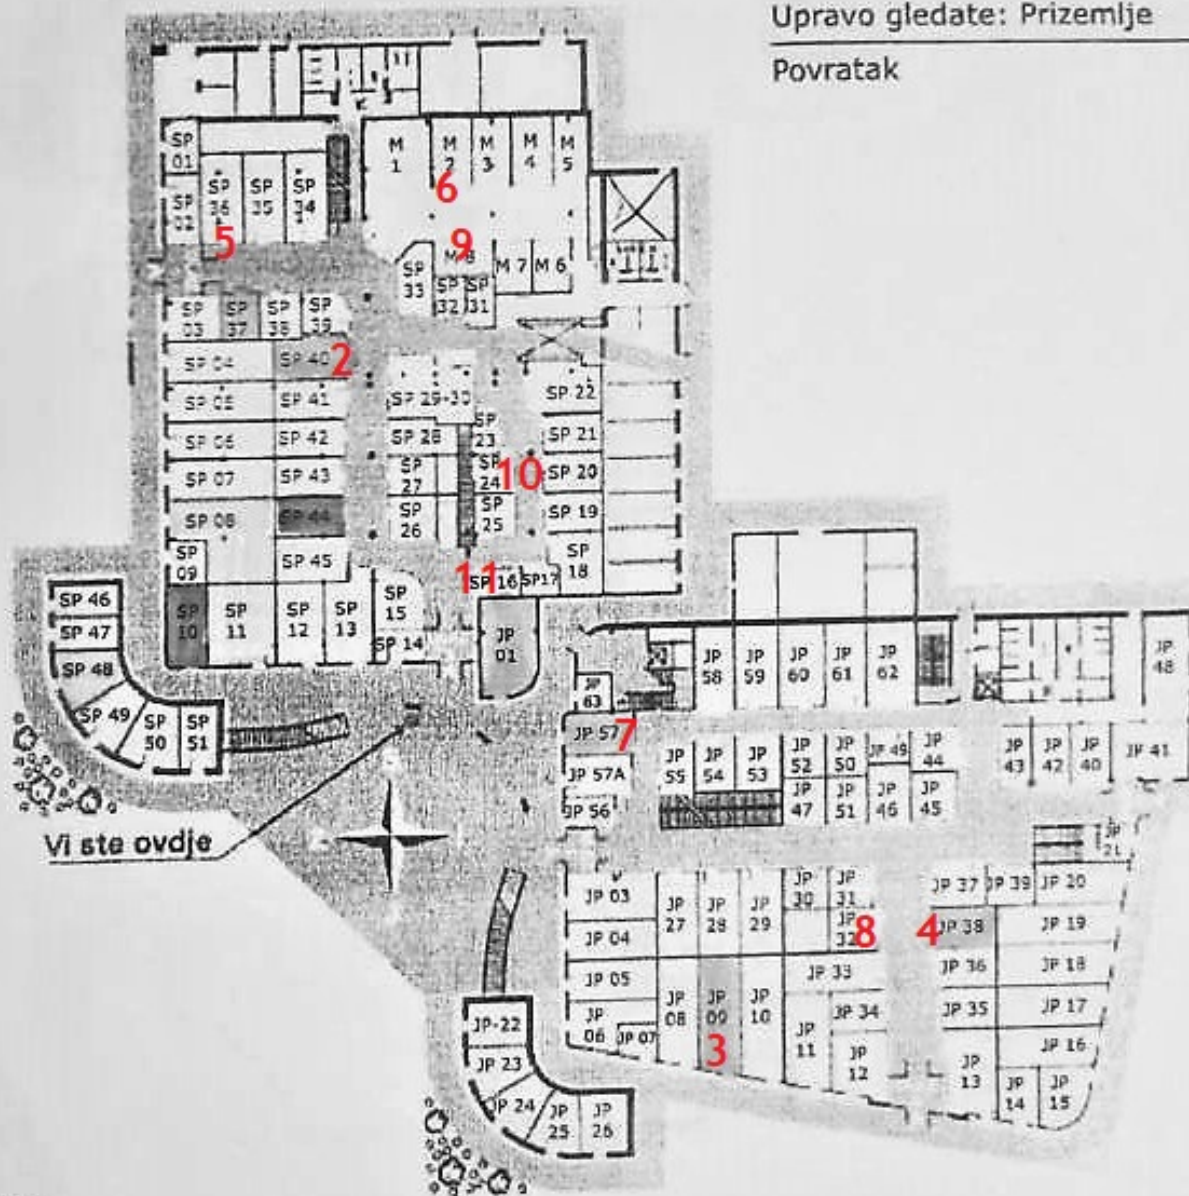 Upravo gledate: Prizemlje
Povratak
SP 01
M 1
M 2
M 3
M 4
M 5
SP 02
SP 36
SP 35
SP 34
6
5
9
SP 33
M 8
M 7
M 6
SP 32
SP 31
SP 03
SP 37
SP 38
SP 39
SP 04
SP 40
2
SP 05
SP 41
SP 29+30
SP 22
SP 06
SP 42
SP 28
SP 23
SP 21
SP 07
SP 43
SP 27
SP 24
10
SP 20
SP 08
SP 44
SP 26
SP 25
SP 19
SP 09
SP 45
SP 18
11
SP 16
SP17
SP 46
SP 47
SP 48
SP 49
SP 50
SP 51
SP 10
SP 11
SP 12
SP 13
SP 15
SP 14
JP 01
JP 58
JP 59
JP 60
JP 61
JP 62
JP 48
JP 63
JP 57
7
JP 57A
JP 56
JP 55
JP 54
JP 53
JP 52
JP 50
JP 49
JP 44
JP 43
JP 42
JP 40
JP 41
JP 47
JP 51
JP 46
JP 45
Vi ste ovdje
JP 21
JP 03
JP 27
JP 28
JP 29
JP 30
JP 31
JP 37
JP 39
JP 20
JP 04
JP 32
8
4
JP 38
JP 19
JP 05
JP 33
JP 36
JP 18
JP 06
JP 07
JP 08
JP 09
JP 10
JP 34
JP 35
JP 17
3
JP 11
JP 12
JP 16
JP 13
JP 14
JP 15
JP-22
JP 23
JP 24
JP 25
JP 26